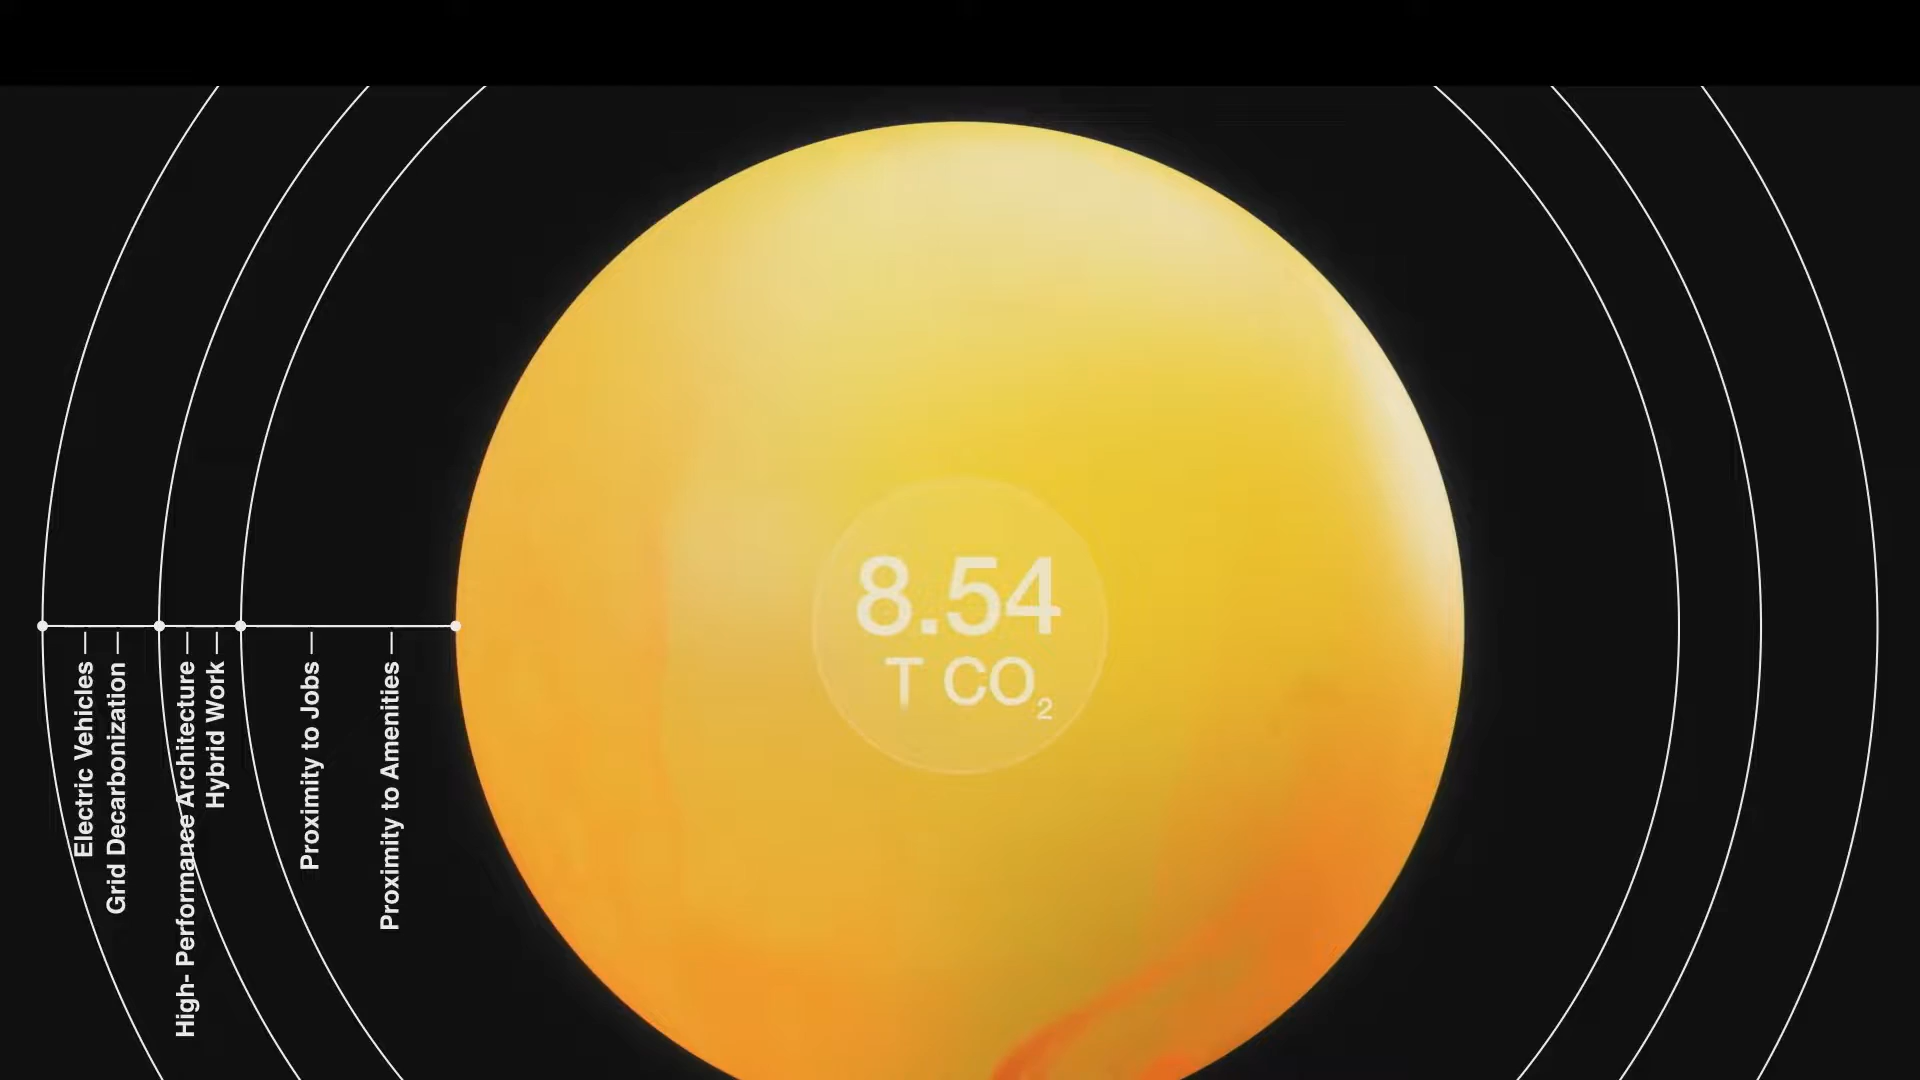 8.54
T CO₂
Electric Vehicles
Grid Decarbonization
High- Performance Architecture
Hybrid Work
Proximity to Jobs
Proximity to Amenities